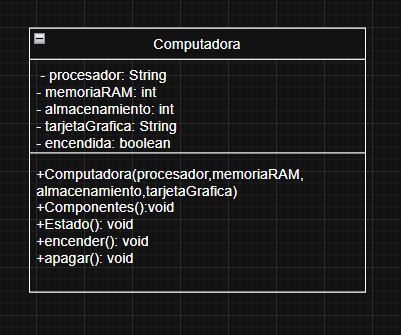 Computadora
- procesador: String
- memoriaRAM: int
- almacenamiento: int
- tarjetaGrafica: String
- encendida: boolean
+Computadora(procesador,memoriaRAM,
almacenamiento,tarjetaGrafica)
+Componentes():void
+Estado(): void
+encender(): void
+apagar(): void